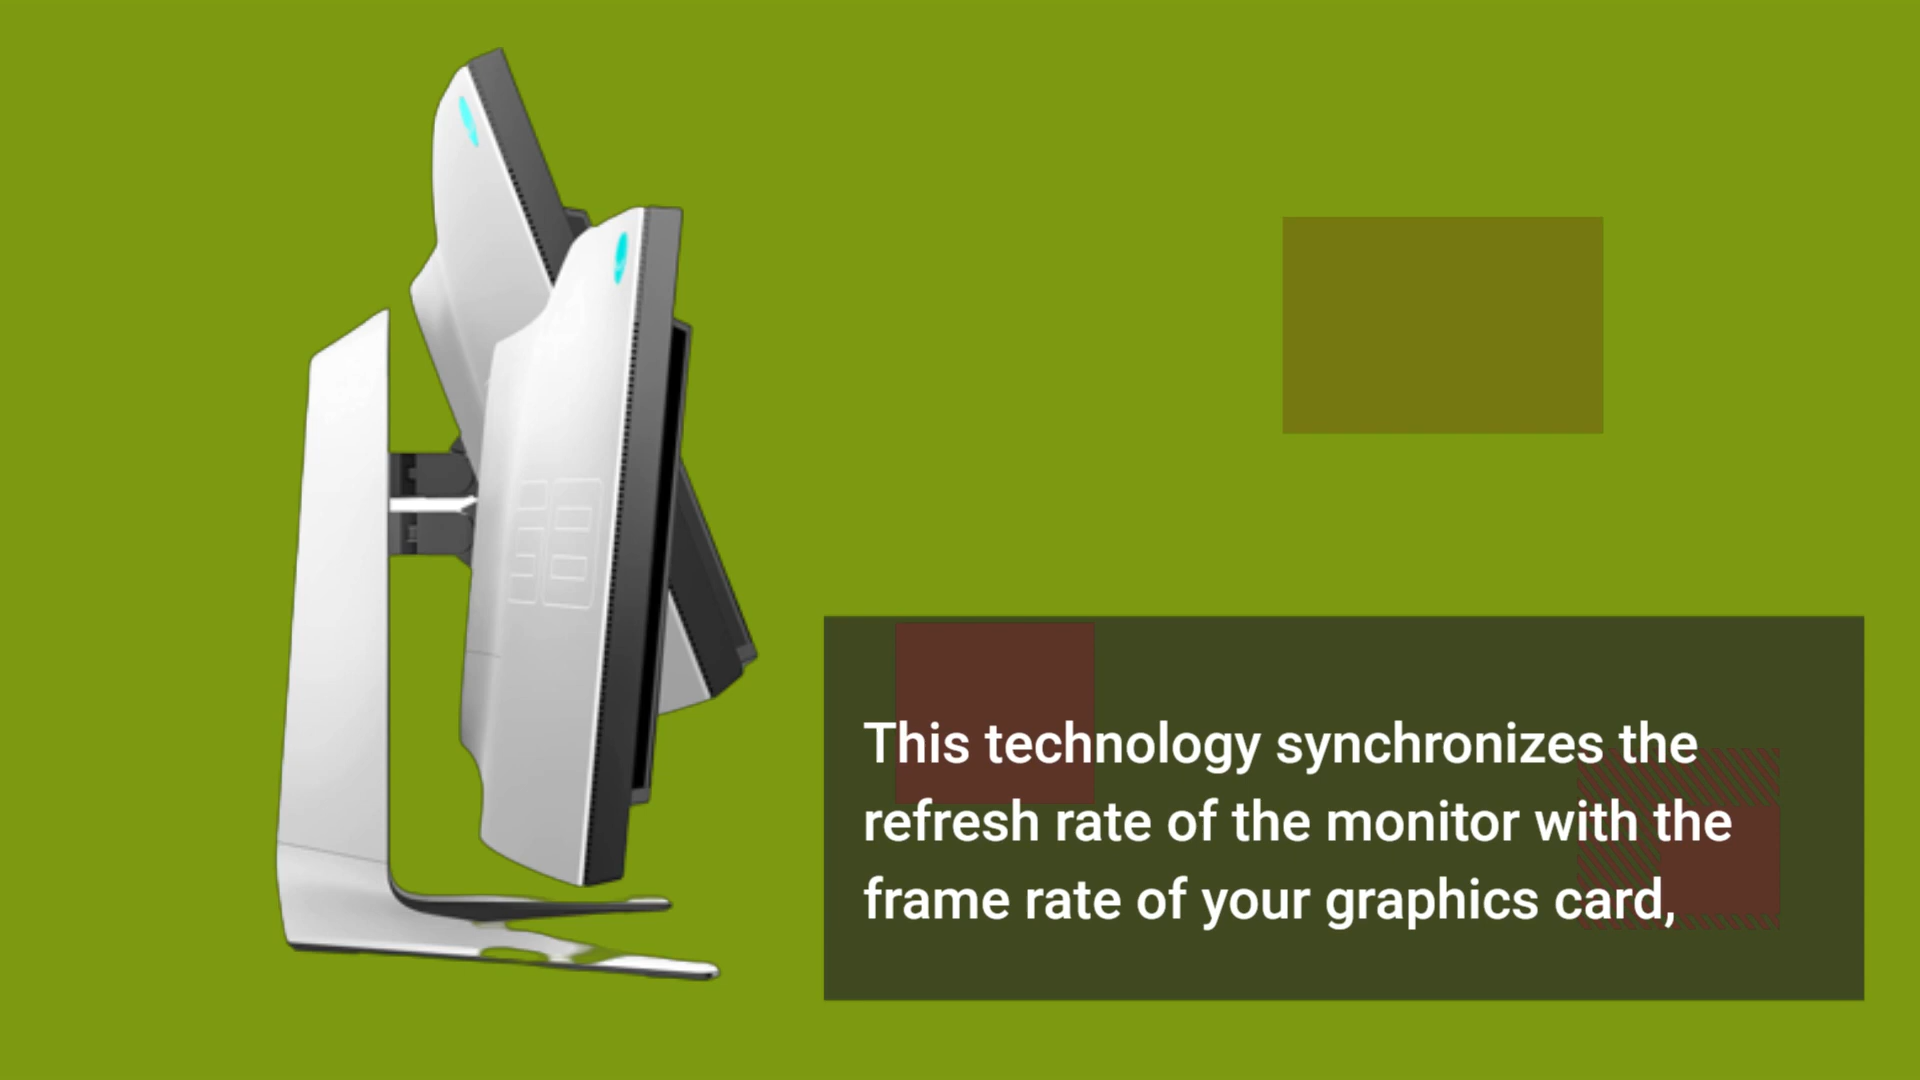 This technology synchronizes the
refresh rate of the monitor with the
frame rate of your graphics card,